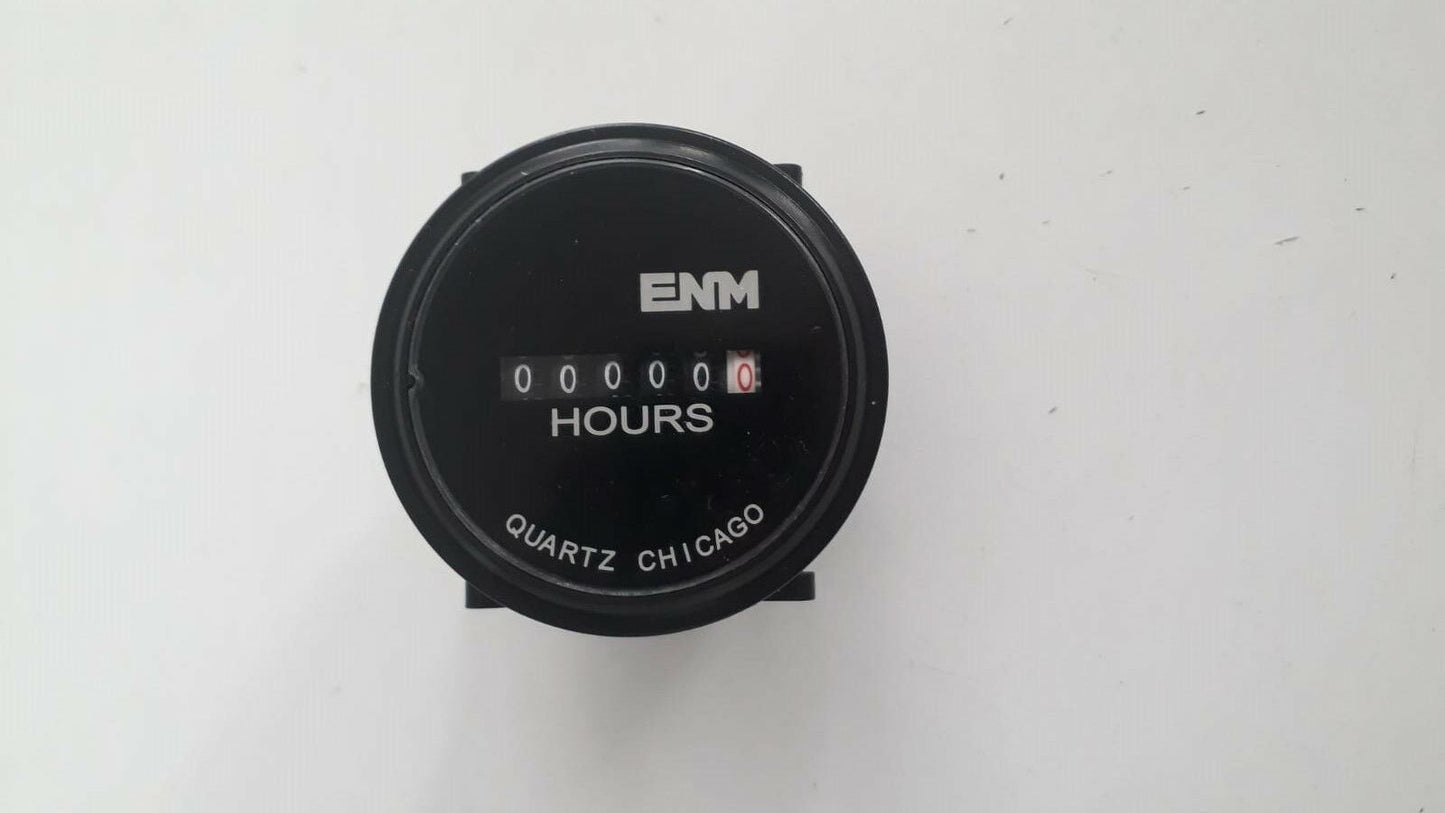 ENM
000000
HOURS
QUARTZ CHICAGO